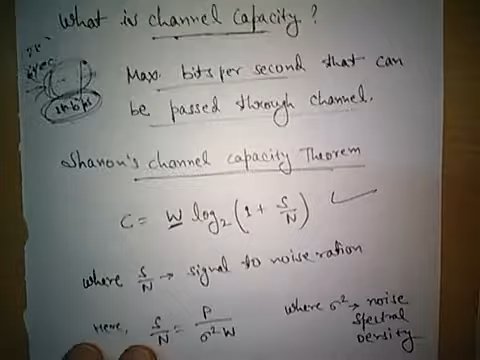 What is channel capacity?
Max. bits per second that can
be passed through channel.
Shanon's channel capacity Theorem
C = W log₂ (1 + S/N)
where S/N → signal to noise ration
Here, S/N = P/σ²W where σ² → noise
spectral
density